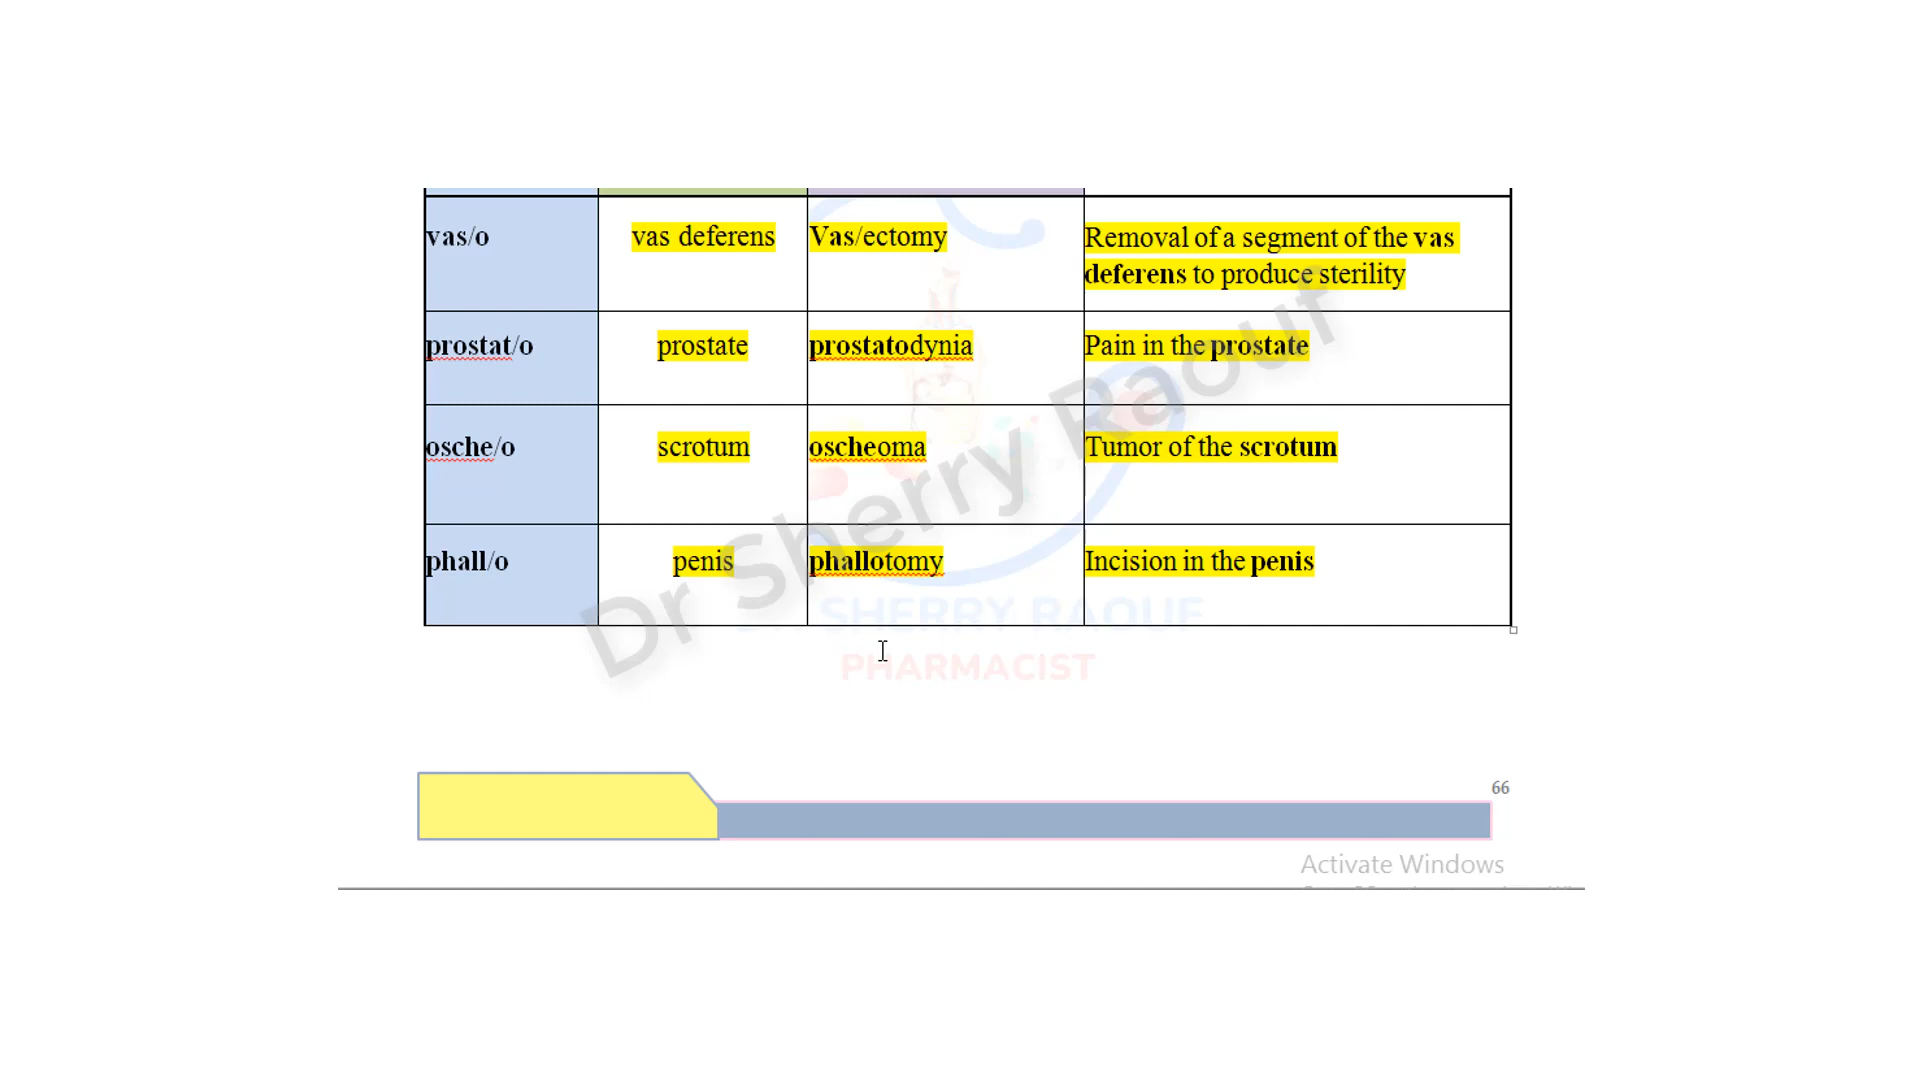 vas/o vas deferens Vas/ectomy Removal of a segment of the vas
deferens to produce sterility
prostat/o prostate prostatodynia Pain in the prostate
osche/o scrotum oscheoma Tumor of the scrotum
phall/o penis phallotomy Incision in the penis
Dr Sherry Raouf
SHERRY RAOUF
PHARMACIST
66
Activate Windows